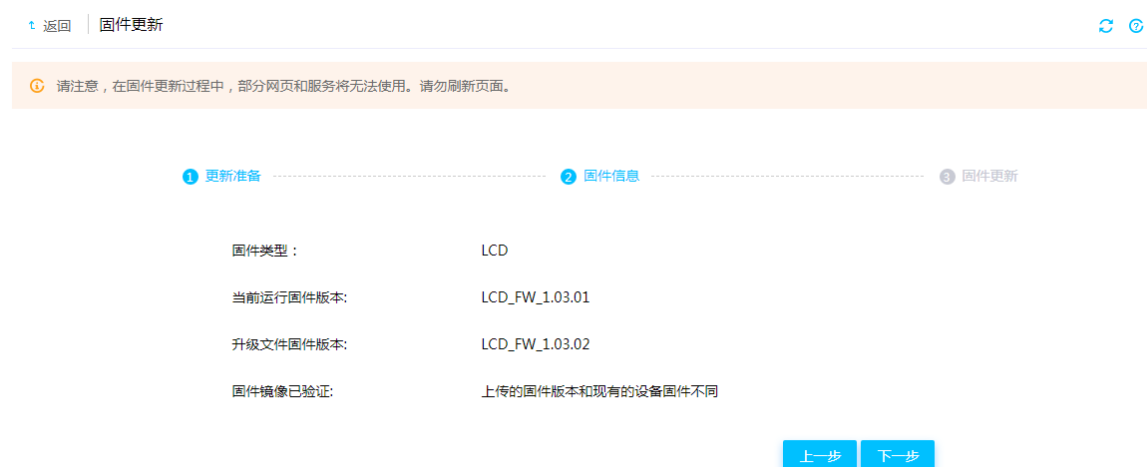 返回 固件更新
请注意，在固件更新过程中，部分网页和服务将无法使用。请勿刷新页面。
1 更新准备 2 固件信息 3 固件更新
固件类型： LCD
当前运行固件版本: LCD_FW_1.03.01
升级文件固件版本: LCD_FW_1.03.02
固件镜像已验证: 上传的固件版本和现有的设备固件不同
上一步 下一步